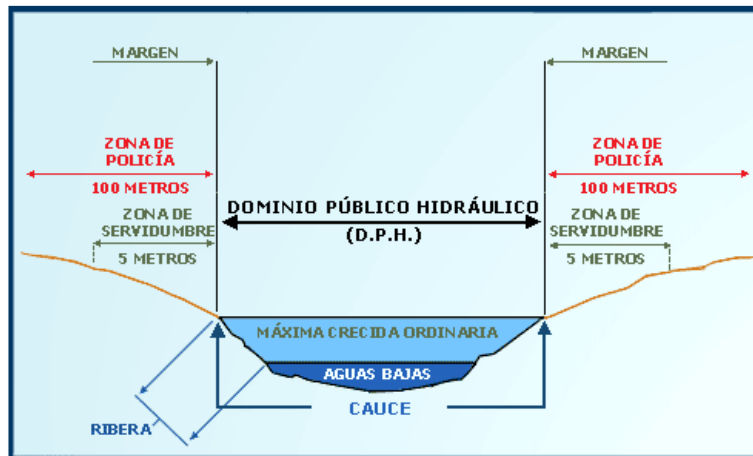 MARGEN
MARGEN
ZONA DE
POLICÍA
100 METROS
ZONA DE
POLICÍA
100 METROS
DOMINIO PÚBLICO HIDRÁULICO
(D.P.H.)
ZONA DE
SERVIDUMBRE
5 METROS
ZONA DE
SERVIDUMBRE
5 METROS
MÁXIMA CRECIDA ORDINARIA
AGUAS BAJAS
CAUCE
RIBERA